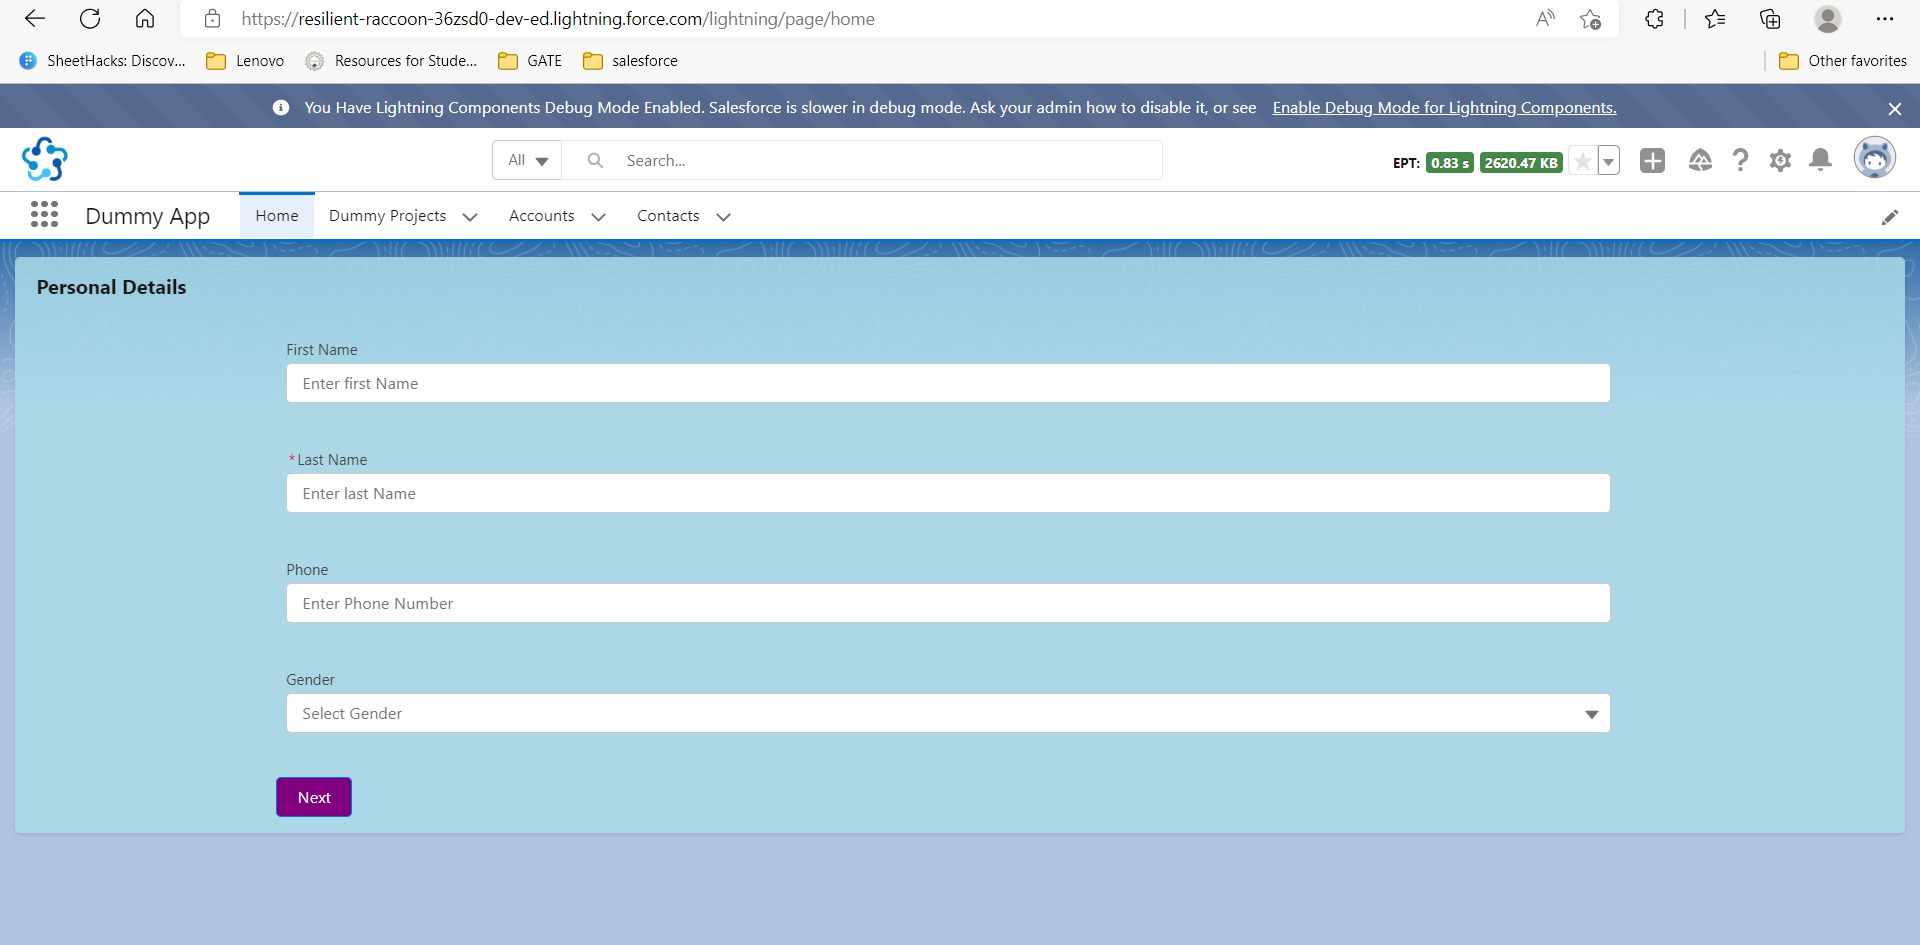 https://resilient-raccoon-36zsd0-dev-ed.lightning.force.com/lightning/page/home
SheetHacks: Discov... Lenovo Resources for Stude... GATE salesforce Other favorites
You Have Lightning Components Debug Mode Enabled. Salesforce is slower in debug mode. Ask your admin how to disable it, or see Enable Debug Mode for Lightning Components.
All Search... EPT: 0.83 s 2620.47 KB
Dummy App Home Dummy Projects Accounts Contacts
Personal Details
First Name
Enter first Name
*Last Name
Enter last Name
Phone
Enter Phone Number
Gender
Select Gender
Next